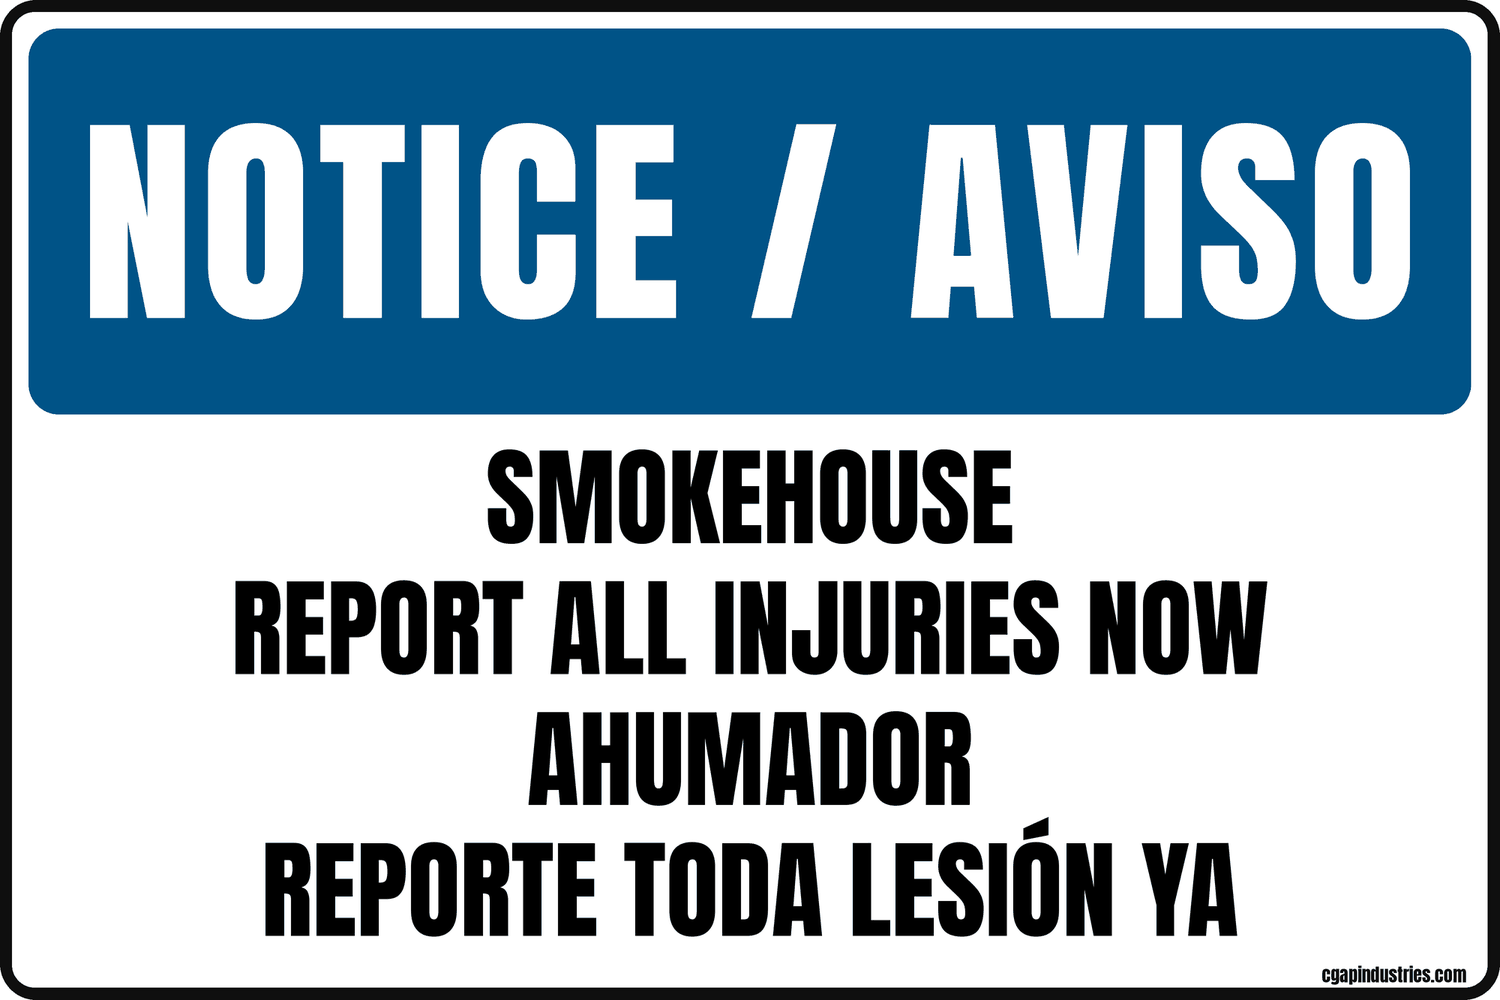 NOTICE / AVISO
SMOKEHOUSE
REPORT ALL INJURIES NOW
AHUMADOR
REPORTE TODA LESIÓN YA
cgapindustries.com